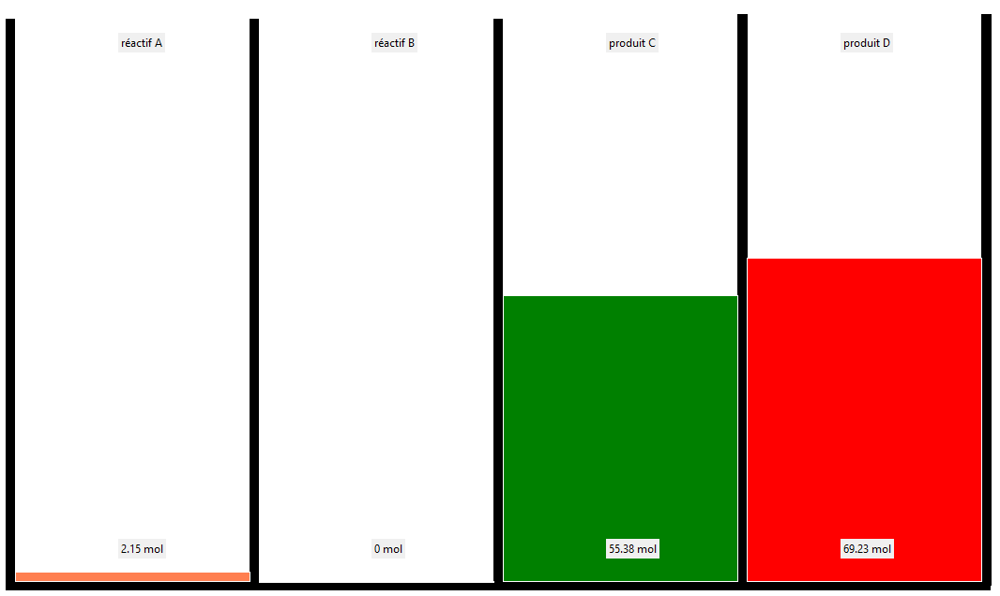 réactif A
réactif B
produit C
produit D
2.15 mol
0 mol
55.38 mol
69.23 mol